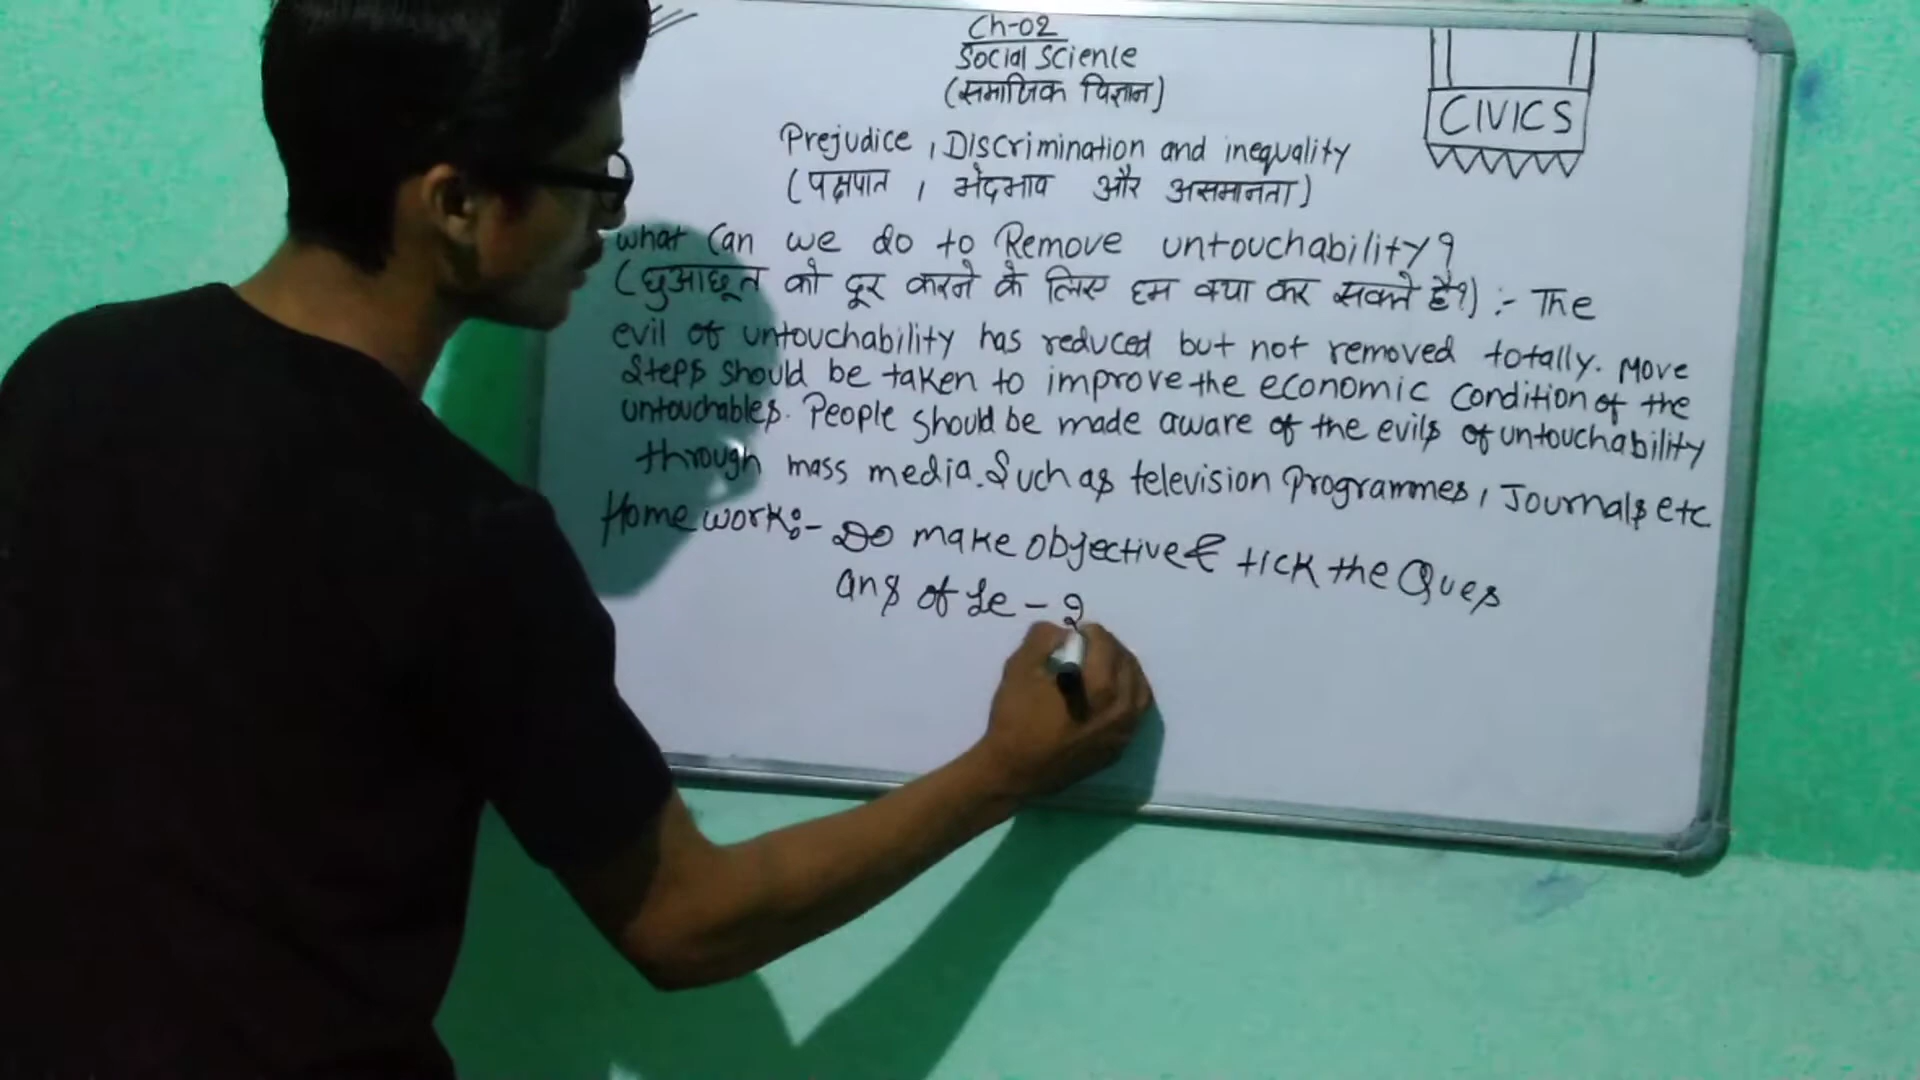 Ch-02
Social Science
(समाजिक विज्ञान)
CIVICS
Prejudice, Discrimination and inequality
(पक्षपात, भेदभाव और असमानता)
what Can we do to Remove untouchability?
(छुआछूत को दूर करने के लिए हम क्या कर सकते है?) :- The
evil of untouchability has reduced but not removed totally. Move
Steps should be taken to improve the economic Condition of the
untouchables. People should be made aware of the evils of untouchability
through mass media. Such as television Programmes, Journals etc
Home work:- Do make objective & tick the Ques
ans of Le - 2